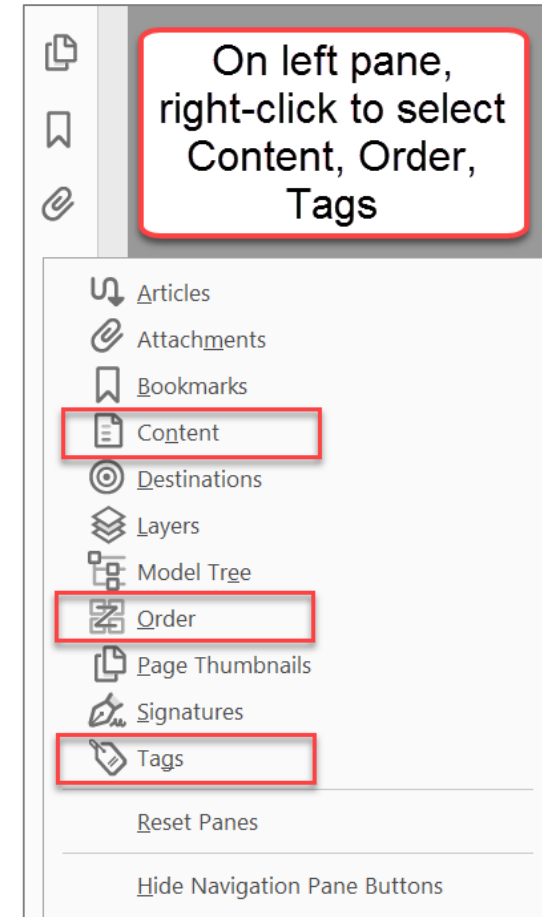 On left pane,
right-click to select
Content, Order,
Tags
Articles
Attachments
Bookmarks
Content
Destinations
Layers
Model Tree
Order
Page Thumbnails
Signatures
Tags
Reset Panes
Hide Navigation Pane Buttons